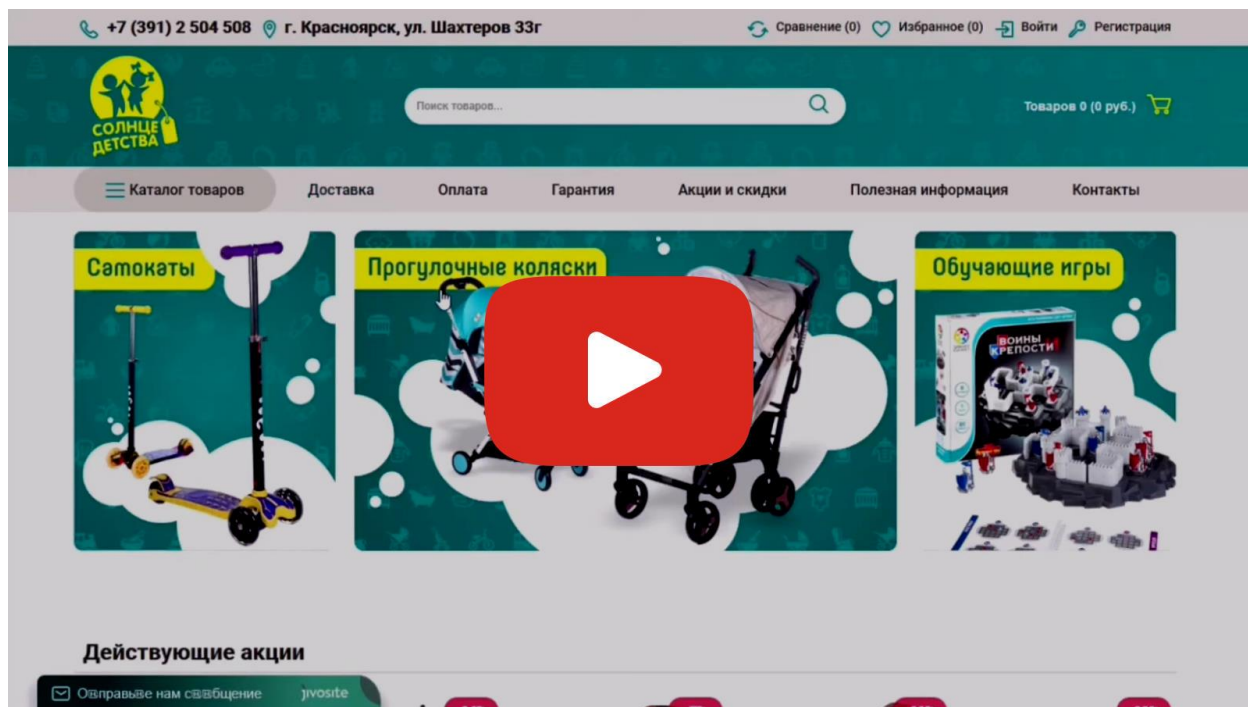 +7 (391) 2 504 508 г. Красноярск, ул. Шахтеров 33г Сравнение (0) Избранное (0) Войти Регистрация
СОЛНЦЕ
ДЕТСТВА
Поиск товаров...
Товаров 0 (0 руб.)
Каталог товаров Доставка Оплата Гарантия Акции и скидки Полезная информация Контакты
Самокаты Прогулочные коляски Обучающие игры
ВОИНЫ
КРЕПОСТИ
Действующие акции
нам jivosite